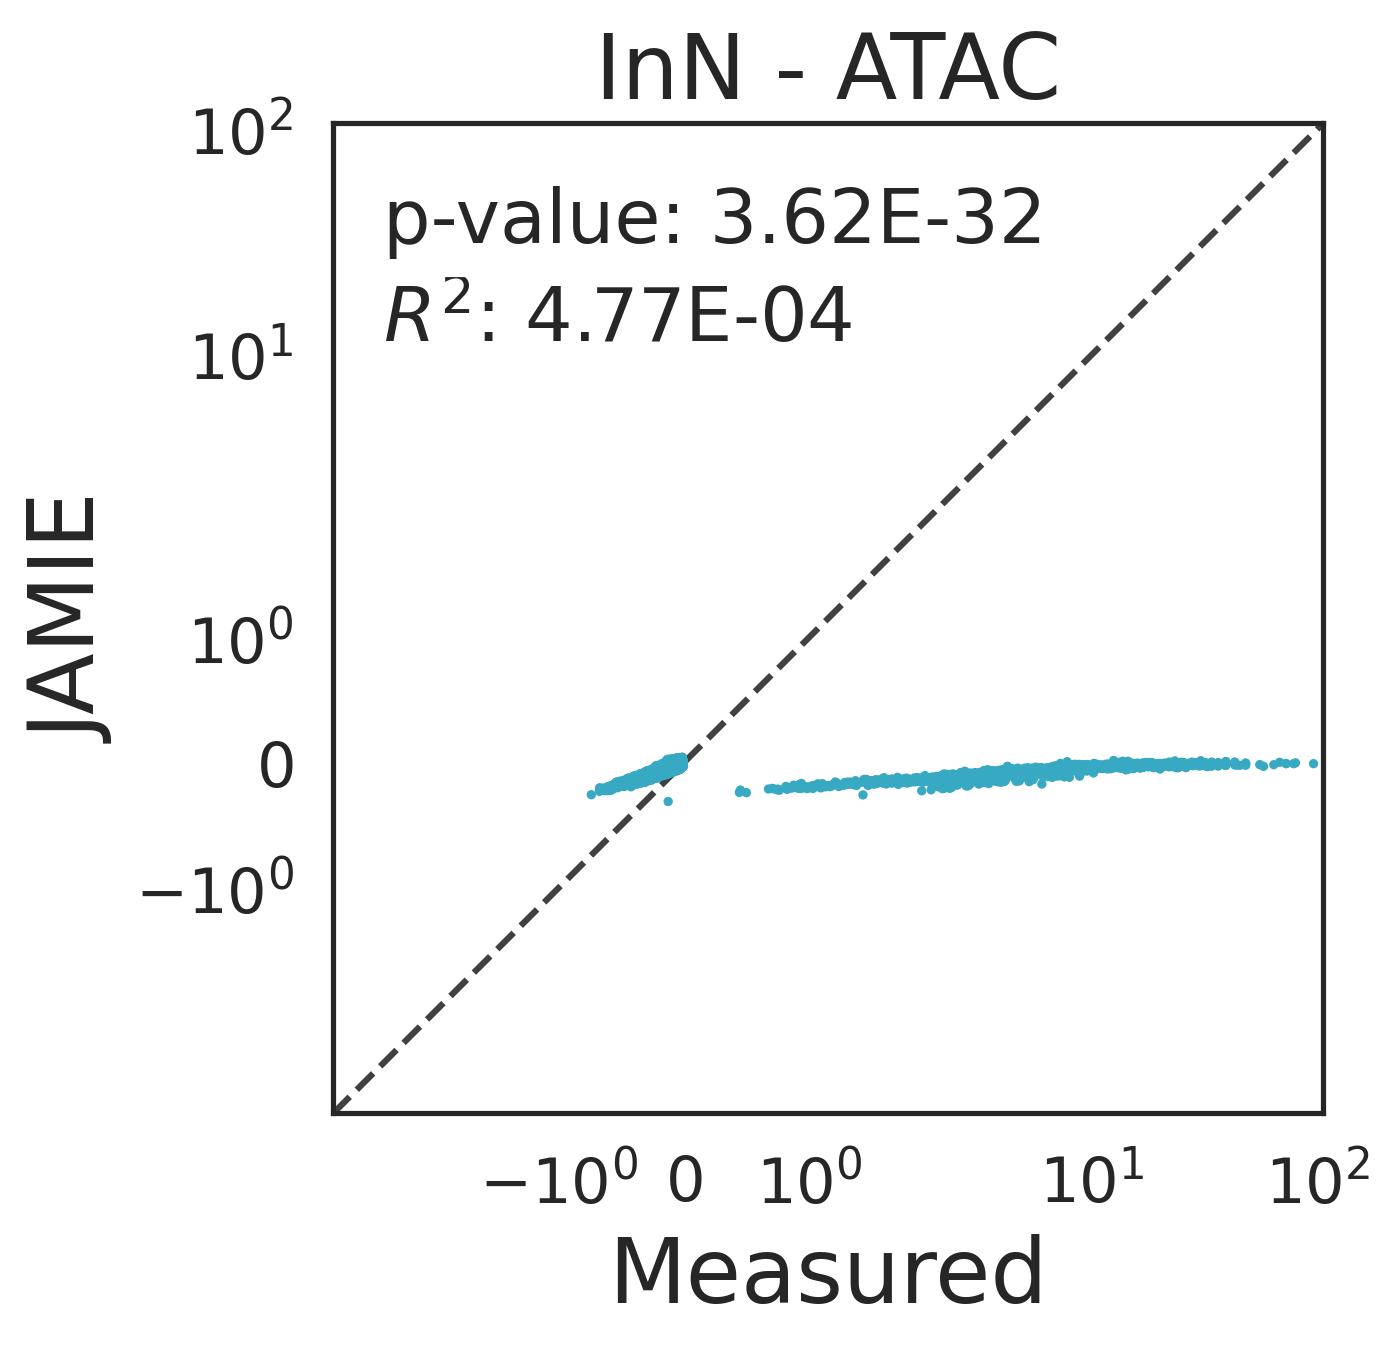 InN - ATAC
10²
p-value: 3.62E-32
R²: 4.77E-04
10¹
JAMIE
10⁰
0
−10⁰
−10⁰ 0 10⁰ 10¹ 10²
Measured